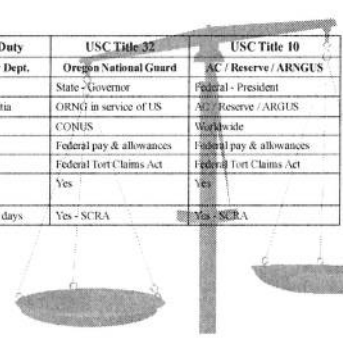 Duty USC Title 32 USC Title 10
Dept. Oregon National Guard AC / Reserve / ARNGUS
State - Governor Federal - President
tia ORNG in service of US AC / Reserve / ARGUS
CONUS Worldwide
Federal pay & allowances Federal pay & allowances
Federal Tort Claims Act Federal Tort Claims Act
Yes Yes
days Yes - SCRA Yes - SCRA